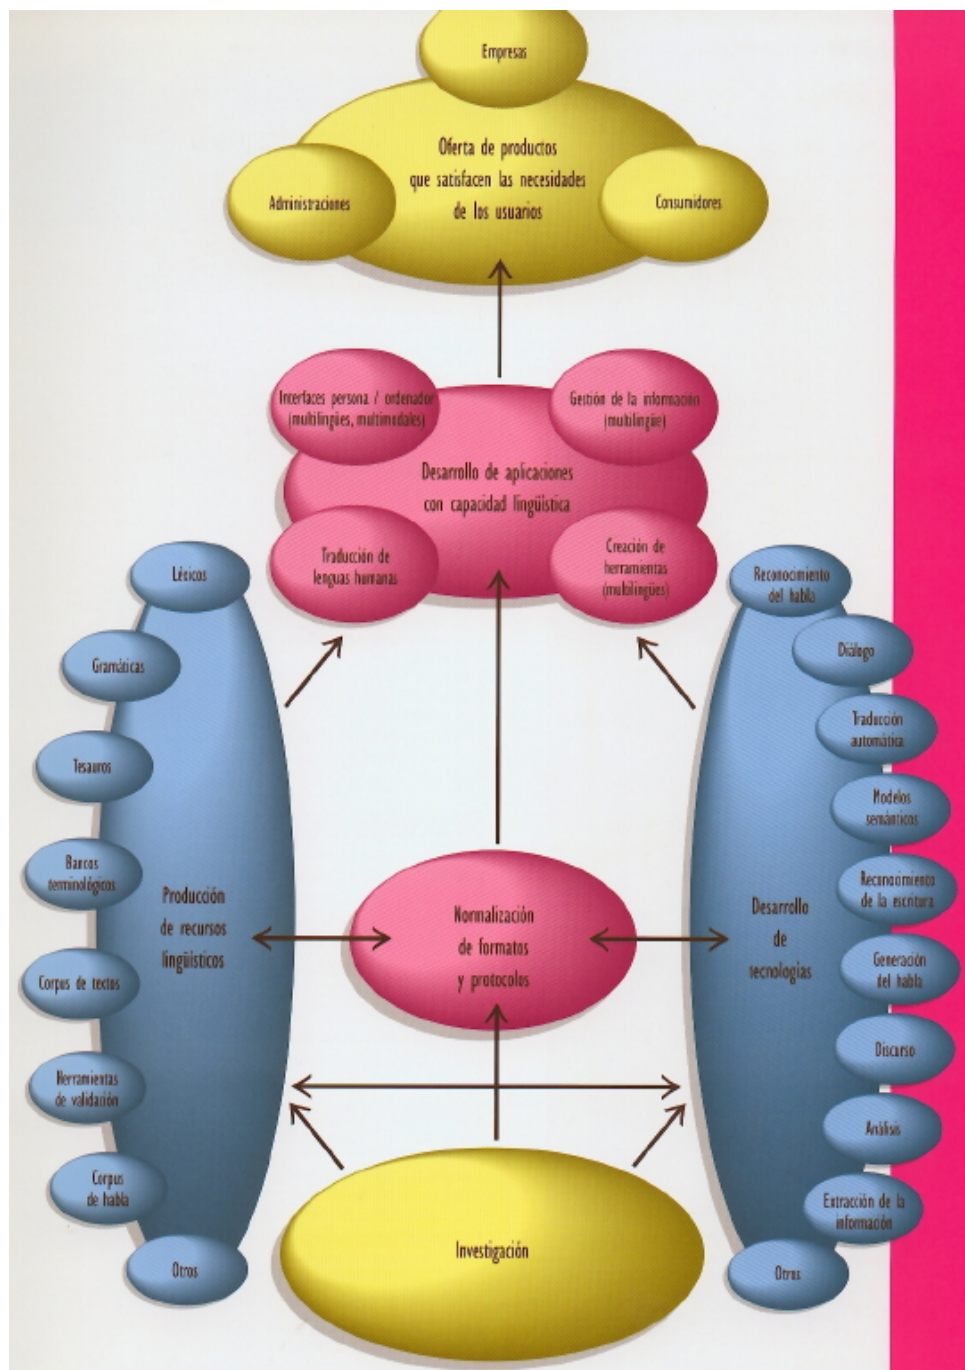 Empresas
Oferta de productos
que satisfacen las necesidades
de los usuarios
Administraciones
Consumidores
Interfaces persona / ordenador
(multilingües, multimodales)
Gestión de la información
(multilingüe)
Desarrollo de aplicaciones
con capacidad lingüística
Traducción de
lenguas humanas
Creación de
herramientas
(multilingües)
Léxicos
Gramáticas
Tesauros
Bancos
terminológicos
Corpus de textos
Herramientas
de validación
Corpus
de habla
Otros
Producción
de recursos
lingüísticos
Normalización
de formatos
y protocolos
Desarrollo
de
tecnologías
Reconocimiento
del habla
Diálogo
Traducción
automática
Modelos
semánticos
Reconocimiento
de la escritura
Generación
del habla
Discurso
Análisis
Extracción de la
información
Otros
Investigación